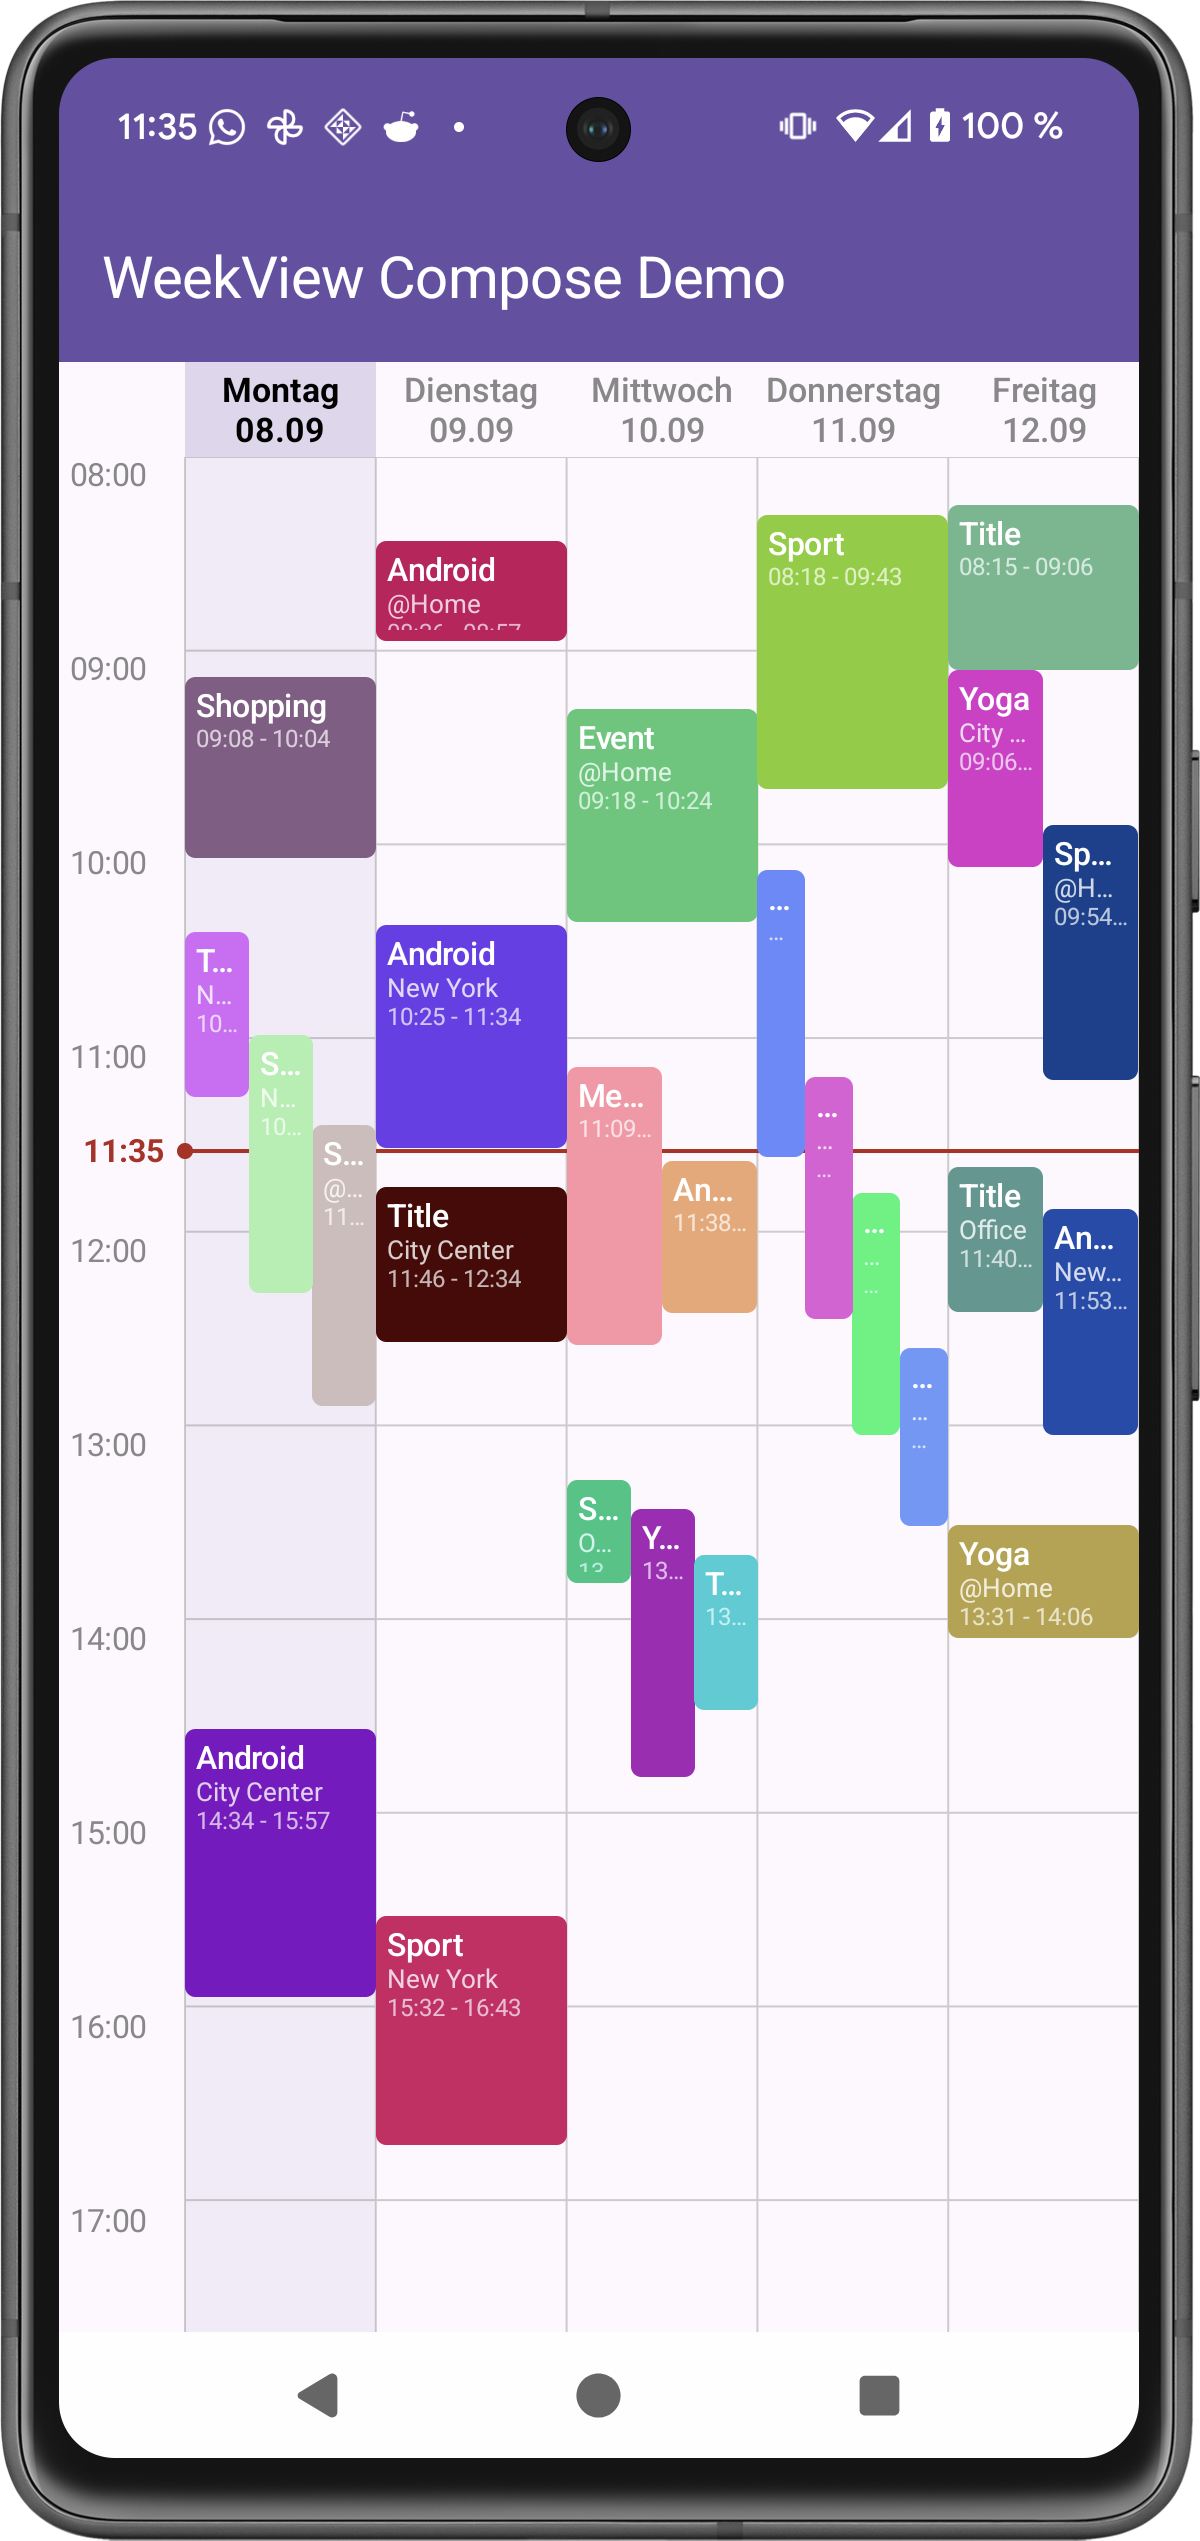 11:35
100 %
WeekView Compose Demo
Montag
08.09
Dienstag
09.09
Mittwoch
10.09
Donnerstag
11.09
Freitag
12.09
08:00
09:00
10:00
11:00
11:35
12:00
13:00
14:00
15:00
16:00
17:00
Shopping
09:08 - 10:04
T...
N...
10...
S...
N...
10...
S...
@...
11...
Android
City Center
14:34 - 15:57
Android
@Home
08:26 - 08:57
Android
New York
10:25 - 11:34
Title
City Center
11:46 - 12:34
Sport
New York
15:32 - 16:43
Event
@Home
09:18 - 10:24
Me...
11:09...
An...
11:38...
S...
O...
13...
Y...
13...
T...
13...
Sport
08:18 - 09:43
...
...
...
...
...
...
...
...
...
...
...
Title
08:15 - 09:06
Yoga
City ...
09:06...
Sp...
@H...
09:54...
Title
Office
11:40...
An...
New...
11:53...
Yoga
@Home
13:31 - 14:06